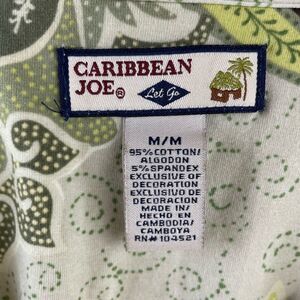 CARIBBEAN
JOE®
Let Go
M/M
95% COTTON/
ALGODON
5% SPANDEX
EXCLUSIVE OF
DECORATION
EXCLUSIVO DE
DECORACION
MADE IN/
HECHO EN
CAMBODIA/
CAMBOYA
RN# 104521